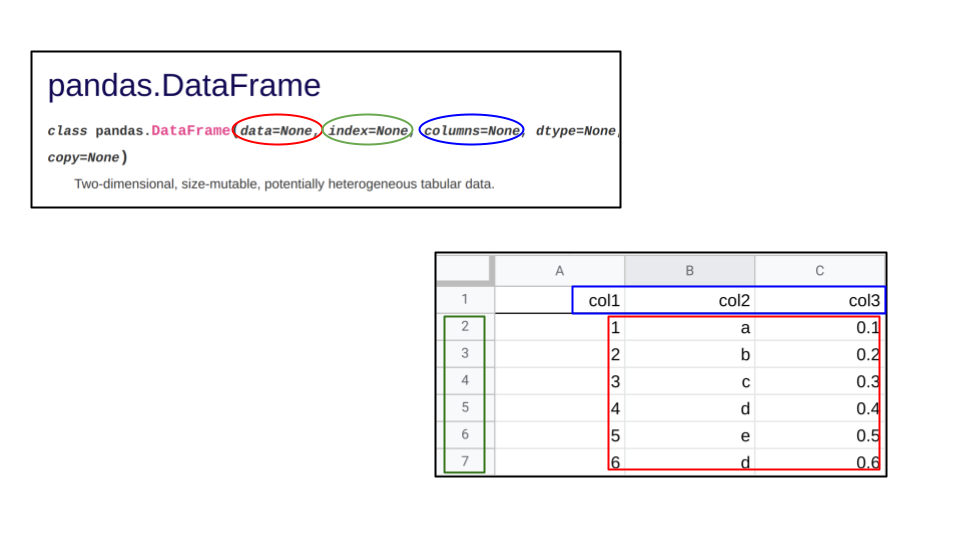 pandas.DataFrame
class pandas.DataFrame(data=None, index=None, columns=None, dtype=None,
copy=None)
Two-dimensional, size-mutable, potentially heterogeneous tabular data.
A B C
1 col1 col2 col3
2 1 a 0.1
3 2 b 0.2
4 3 c 0.3
5 4 d 0.4
6 5 e 0.5
7 6 d 0.6